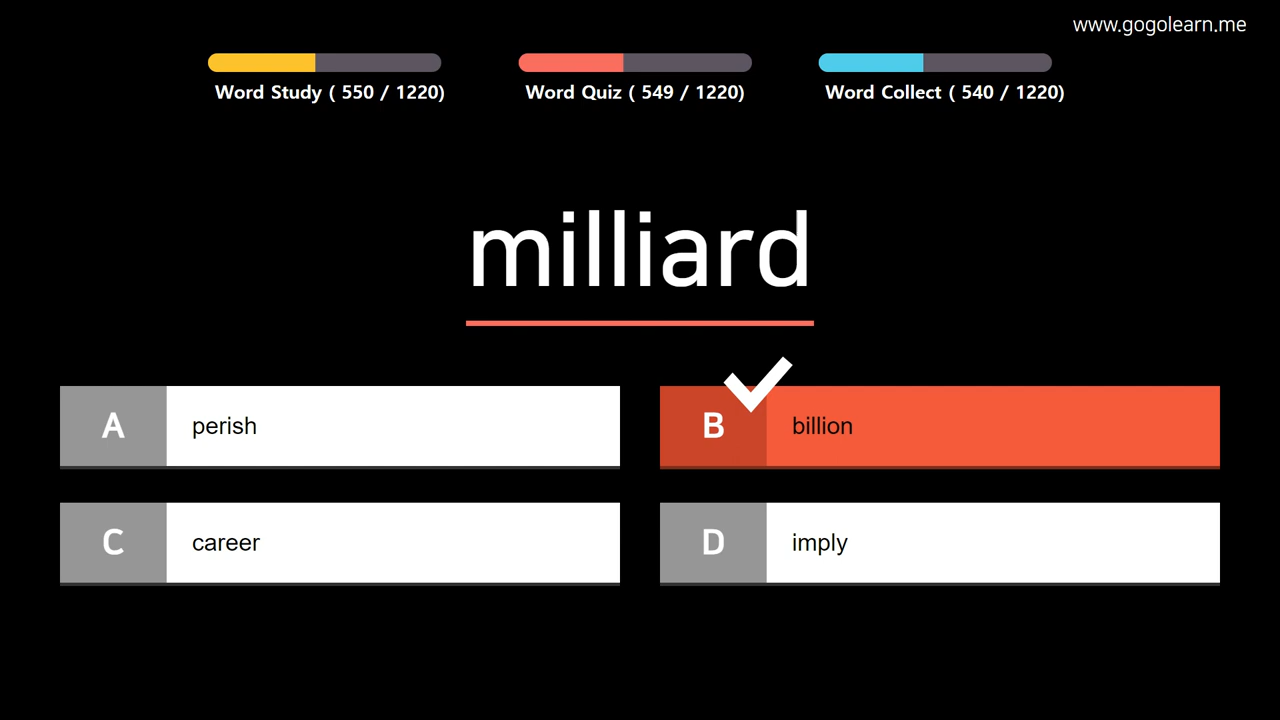 www.gogolearn.me
Word Study ( 550 / 1220)
Word Quiz ( 549 / 1220)
Word Collect ( 540 / 1220)
milliard
A perish
B billion
C career
D imply